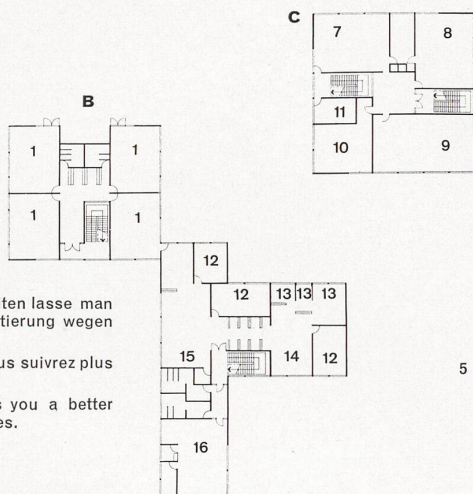 C
7
8
B
11
1
1
10
9
1
1
12
12
13
13
13
ten lasse man
tierung wegen
15
14
12
us suivrez plus
5
s you a better
es.
16